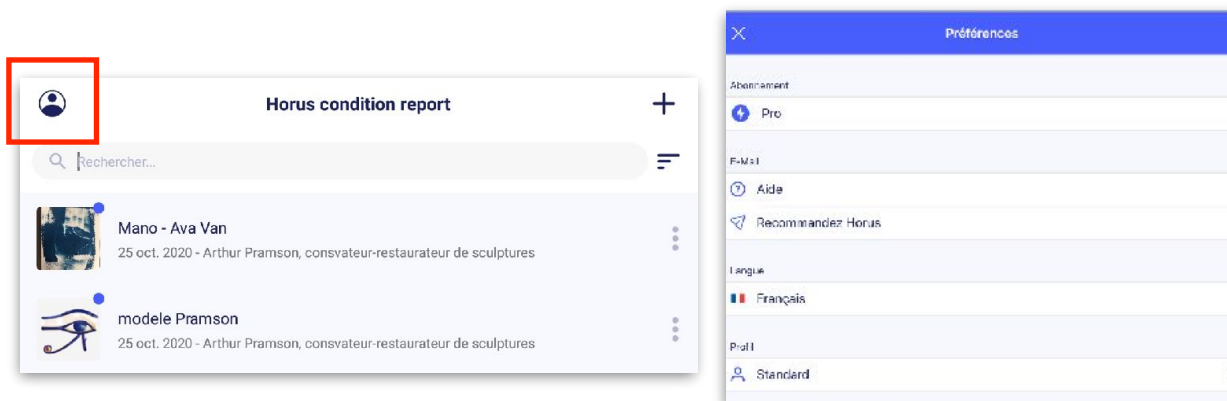 Horus condition report
Rechercher...
Mano - Ava Van
25 oct. 2020 - Arthur Pramson, consvateur-restaurateur de sculptures
modele Pramson
25 oct. 2020 - Arthur Pramson, consvateur-restaurateur de sculptures
Préférences
Abonnement
Pro
E-Mail
Aide
Recommandez Horus
Langue
Français
Profil
Standard